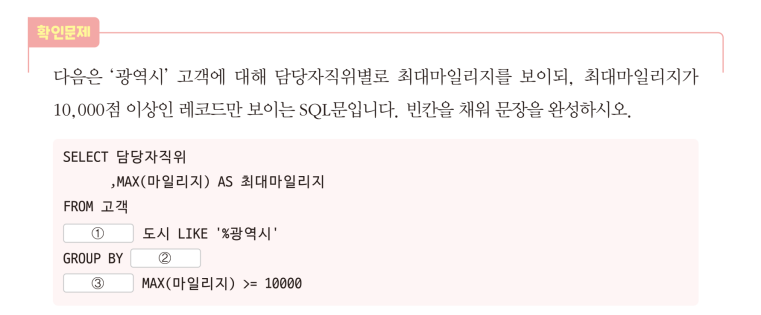 확인문제
다음은 ‘광역시’ 고객에 대해 담당자직위별로 최대마일리지를 보이되, 최대마일리지가
10,000점 이상인 레코드만 보이는 SQL문입니다. 빈칸을 채워 문장을 완성하시오.
SELECT 담당자직위
,MAX(마일리지) AS 최대마일리지
FROM 고객
① 도시 LIKE '%광역시'
GROUP BY ②
③ MAX(마일리지) >= 10000